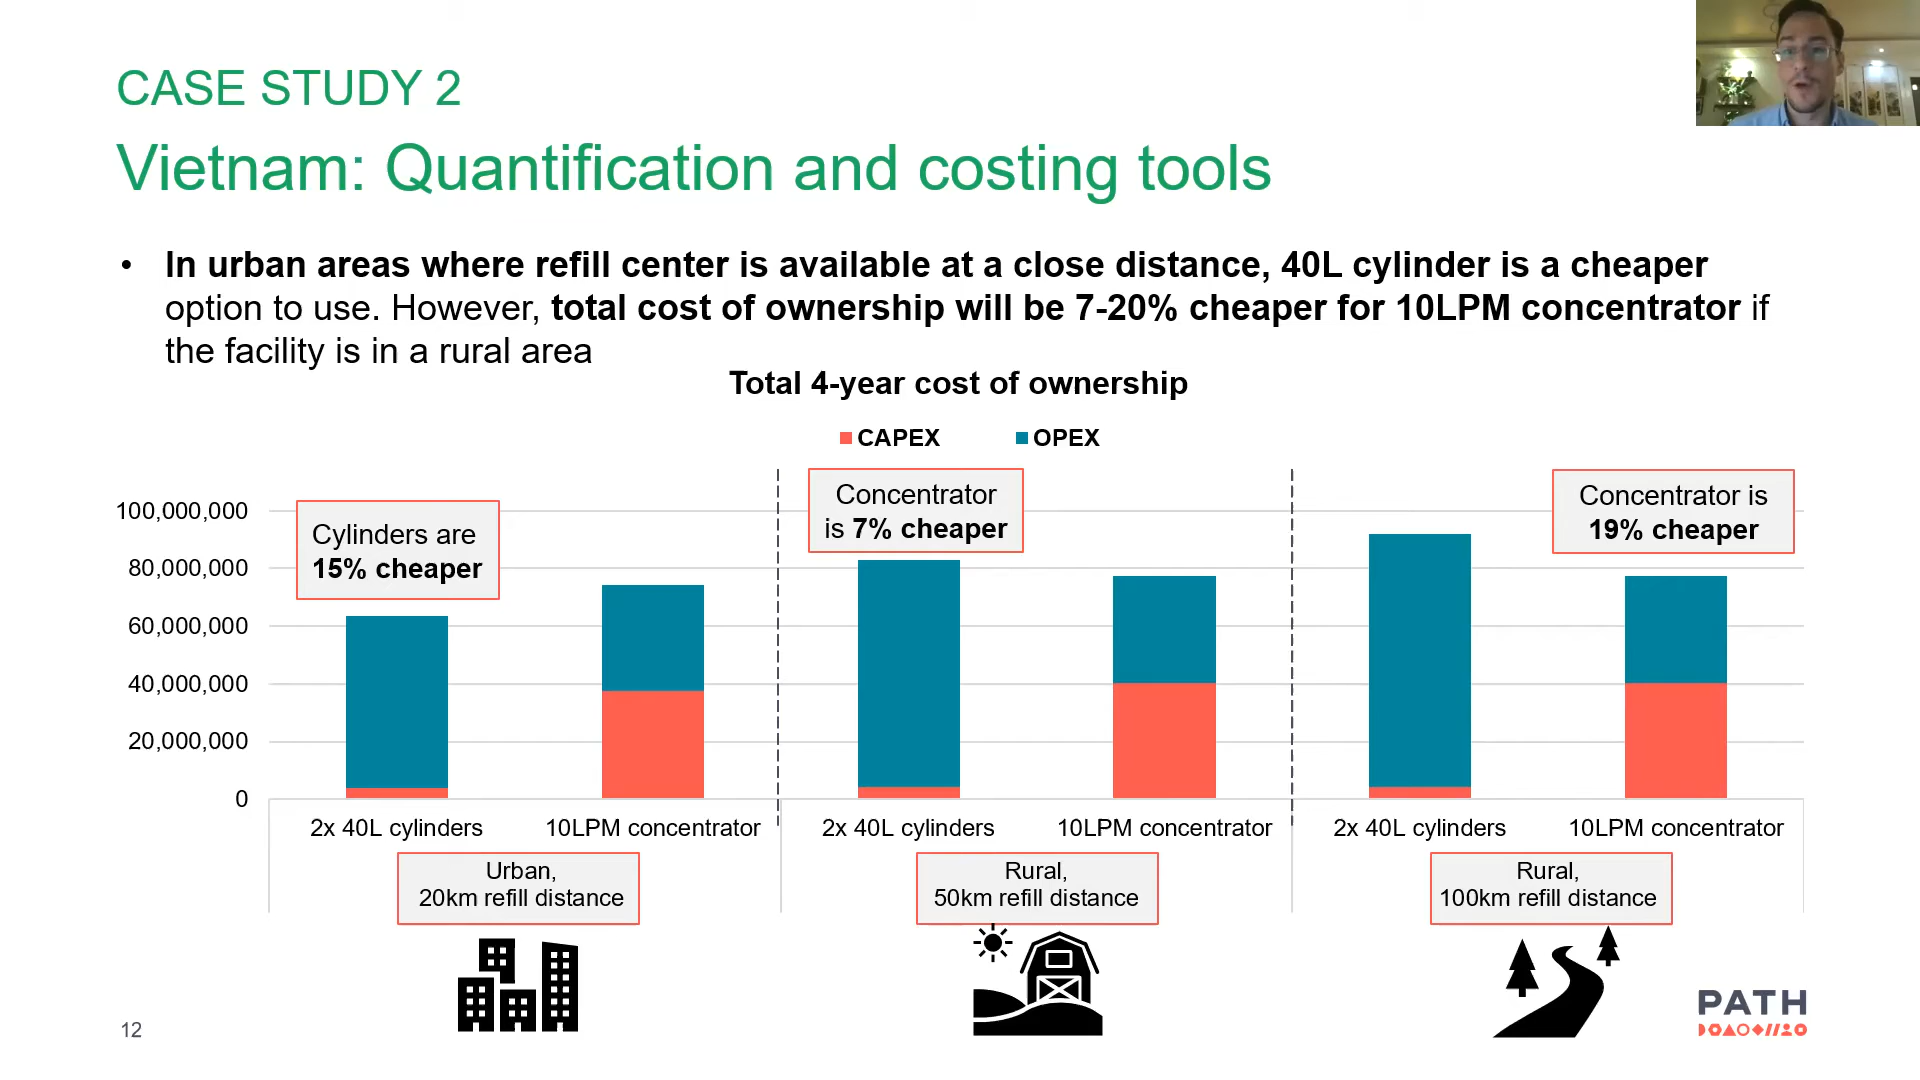 CASE STUDY 2
Vietnam: Quantification and costing tools
• In urban areas where refill center is available at a close distance, 40L cylinder is a cheaper
option to use. However, total cost of ownership will be 7-20% cheaper for 10LPM concentrator if
the facility is in a rural area
Total 4-year cost of ownership
CAPEX OPEX
100,000,000
80,000,000
60,000,000
40,000,000
20,000,000
0
Cylinders are
15% cheaper
Concentrator
is 7% cheaper
Concentrator is
19% cheaper
2x 40L cylinders 10LPM concentrator 2x 40L cylinders 10LPM concentrator 2x 40L cylinders 10LPM concentrator
Urban,
20km refill distance
Rural,
50km refill distance
Rural,
100km refill distance
12
PATH